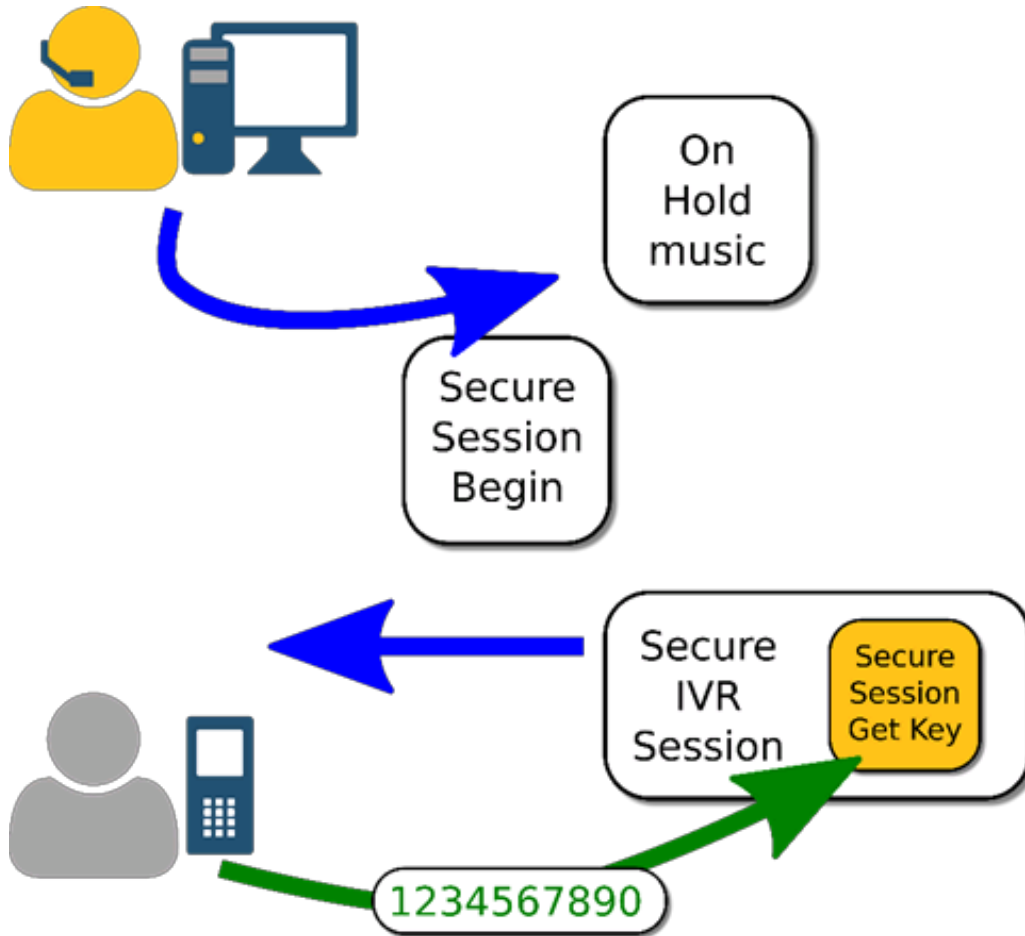 On
Hold
music
Secure
Session
Begin
Secure
IVR
Session
Secure
Session
Get Key
1234567890